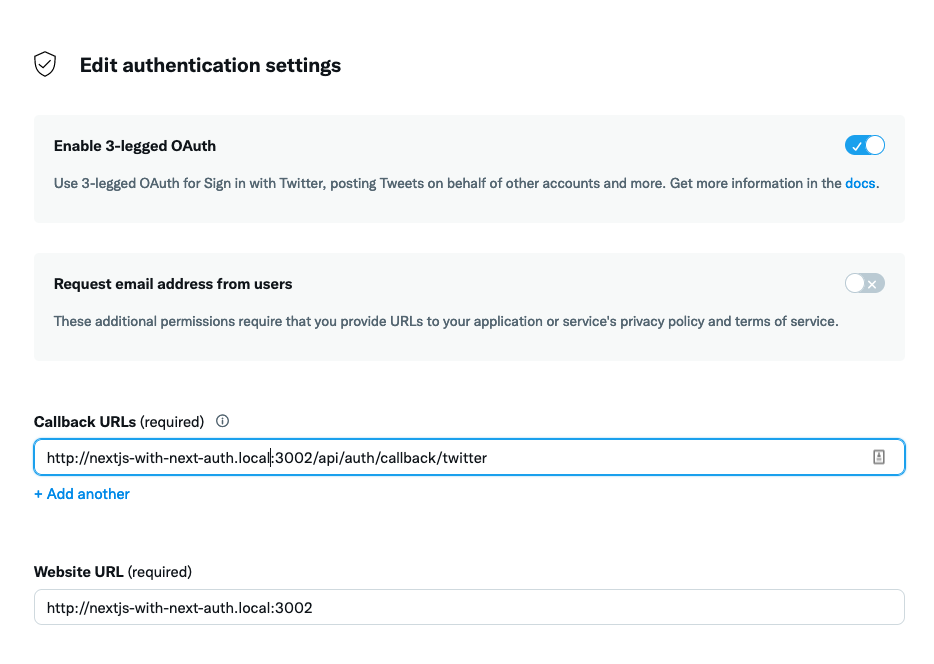 Edit authentication settings
Enable 3-legged OAuth
Use 3-legged OAuth for Sign in with Twitter, posting Tweets on behalf of other accounts and more. Get more information in the docs.
Request email address from users
These additional permissions require that you provide URLs to your application or service's privacy policy and terms of service.
Callback URLs (required)
http://nextjs-with-next-auth.local:3002/api/auth/callback/twitter
+ Add another
Website URL (required)
http://nextjs-with-next-auth.local:3002